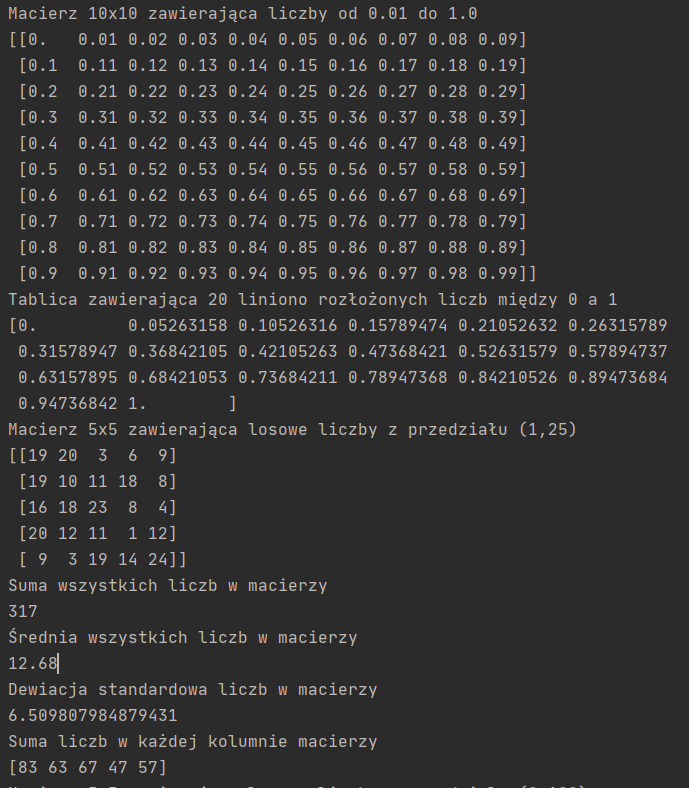 Macierz 10x10 zawierająca liczby od 0.01 do 1.0
[[0.   0.01 0.02 0.03 0.04 0.05 0.06 0.07 0.08 0.09]
 [0.1  0.11 0.12 0.13 0.14 0.15 0.16 0.17 0.18 0.19]
 [0.2  0.21 0.22 0.23 0.24 0.25 0.26 0.27 0.28 0.29]
 [0.3  0.31 0.32 0.33 0.34 0.35 0.36 0.37 0.38 0.39]
 [0.4  0.41 0.42 0.43 0.44 0.45 0.46 0.47 0.48 0.49]
 [0.5  0.51 0.52 0.53 0.54 0.55 0.56 0.57 0.58 0.59]
 [0.6  0.61 0.62 0.63 0.64 0.65 0.66 0.67 0.68 0.69]
 [0.7  0.71 0.72 0.73 0.74 0.75 0.76 0.77 0.78 0.79]
 [0.8  0.81 0.82 0.83 0.84 0.85 0.86 0.87 0.88 0.89]
 [0.9  0.91 0.92 0.93 0.94 0.95 0.96 0.97 0.98 0.99]]
Tablica zawierająca 20 liniono rozłożonych liczb między 0 a 1
[0.         0.05263158 0.10526316 0.15789474 0.21052632 0.26315789
 0.31578947 0.36842105 0.42105263 0.47368421 0.52631579 0.57894737
 0.63157895 0.68421053 0.73684211 0.78947368 0.84210526 0.89473684
 0.94736842 1.        ]
Macierz 5x5 zawierająca losowe liczby z przedziału (1,25)
[[19 20  3  6  9]
 [19 10 11 18  8]
 [16 18 23  8  4]
 [20 12 11  1 12]
 [ 9  3 19 14 24]]
Suma wszystkich liczb w macierzy
317
Średnia wszystkich liczb w macierzy
12.68
Dewiacja standardowa liczb w macierzy
6.509807984879431
Suma liczb w każdej kolumnie macierzy
[83 63 67 47 57]